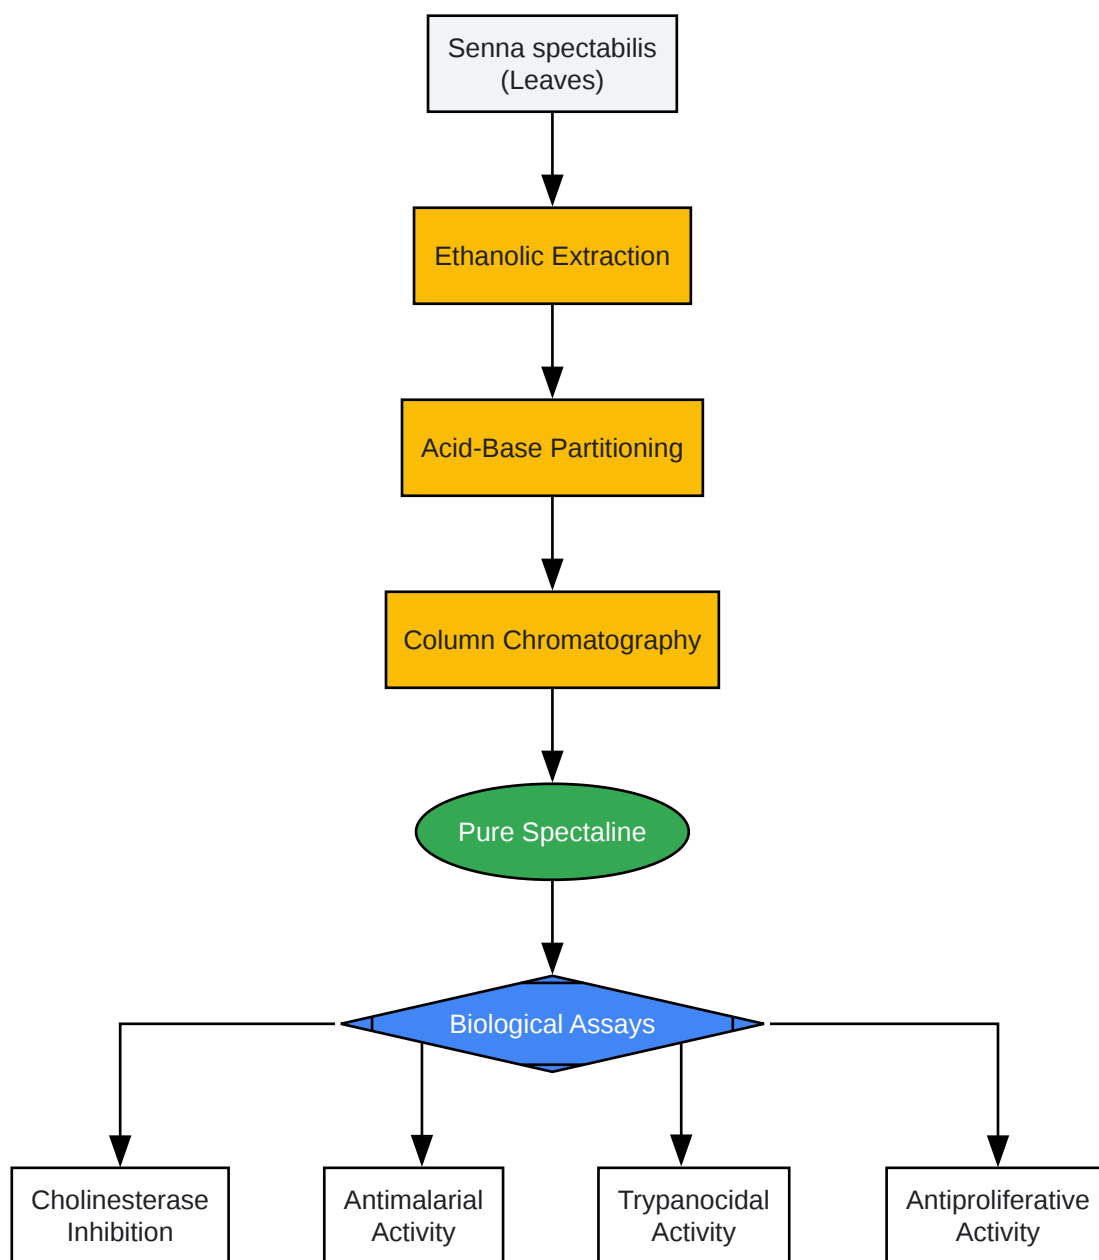 Senna spectabilis
(Leaves)
Ethanolic Extraction
Acid-Base Partitioning
Column Chromatography
Pure Spectaline
Biological Assays
Cholinesterase
Inhibition
Antimalarial
Activity
Trypanocidal
Activity
Antiproliferative
Activity